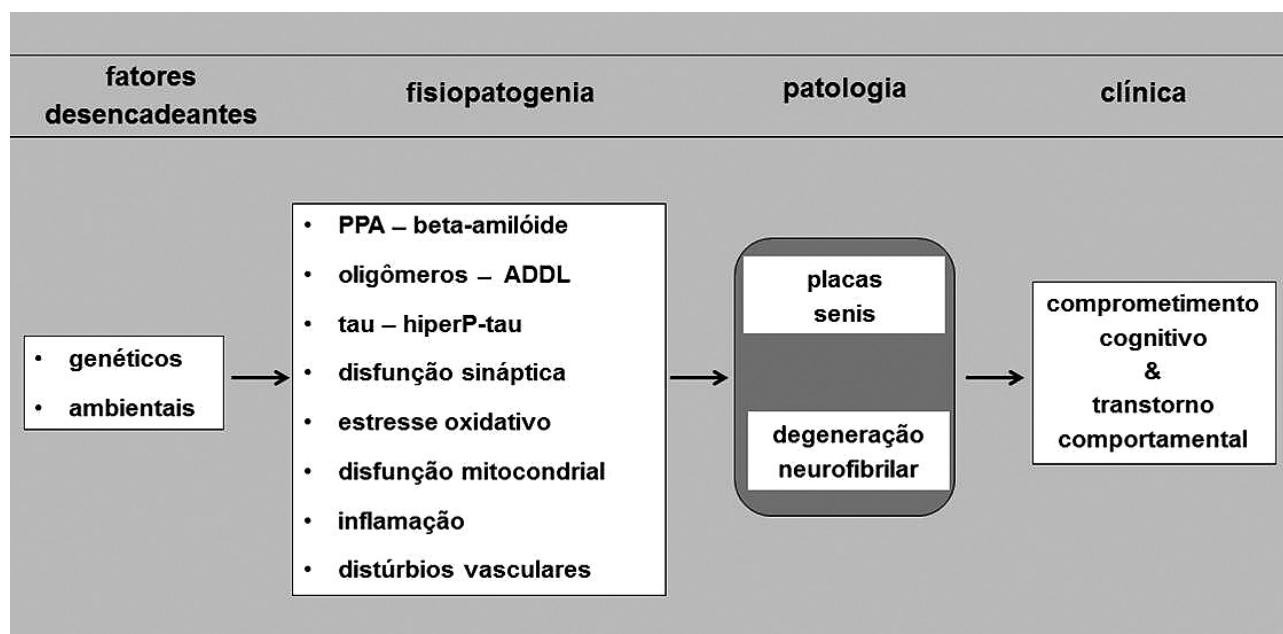 fatores
desencadeantes
fisiopatogenia
patologia
clínica
• genéticos
• ambientais
• PPA – beta-amilóide
• oligômeros – ADDL
• tau – hiperP-tau
• disfunção sináptica
• estresse oxidativo
• disfunção mitocondrial
• inflamação
• distúrbios vasculares
placas
senis
degeneração
neurofibrilar
comprometimento
cognitivo
&
transtorno
comportamental